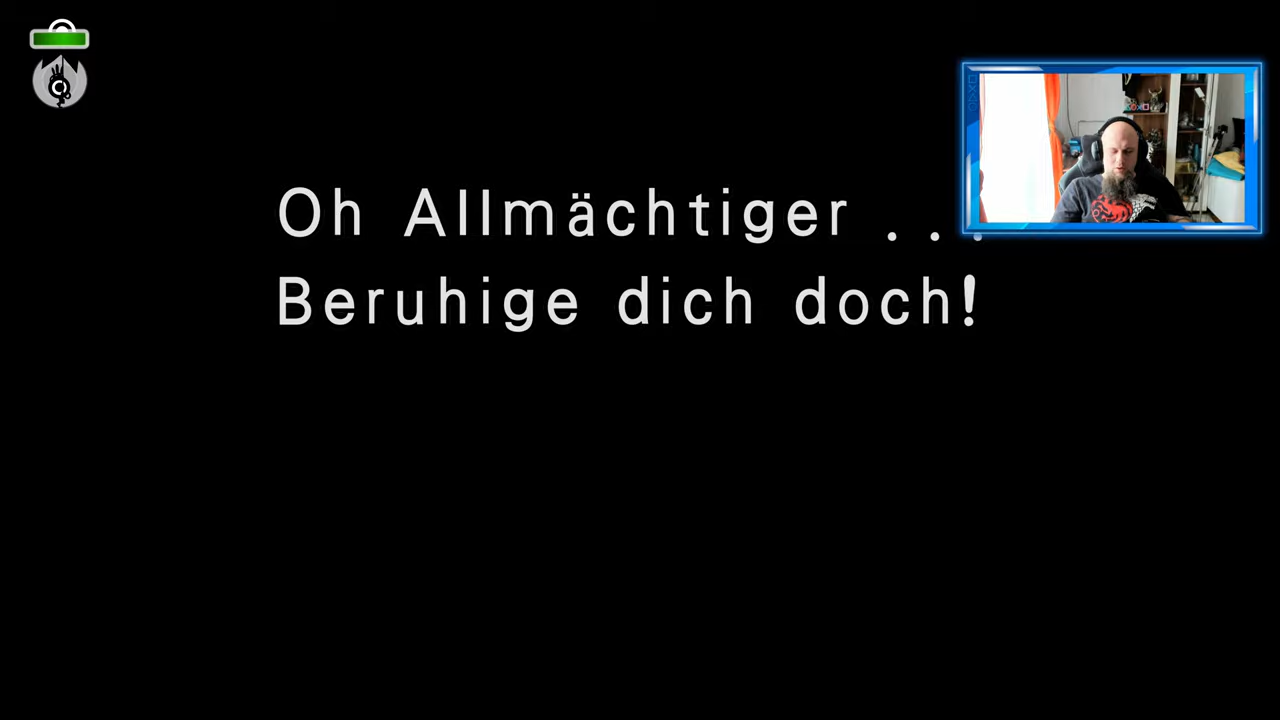 Oh Allmächtiger . . .
Beruhige dich doch!